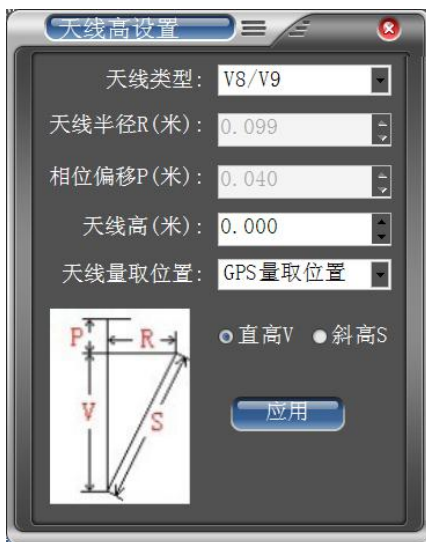 天线高设置
天线类型: V8/V9
天线半径R(米): 0.099
相位偏移P(米): 0.040
天线高(米): 0.000
天线量取位置: GPS量取位置
直高V 斜高S
P R
V S
应用